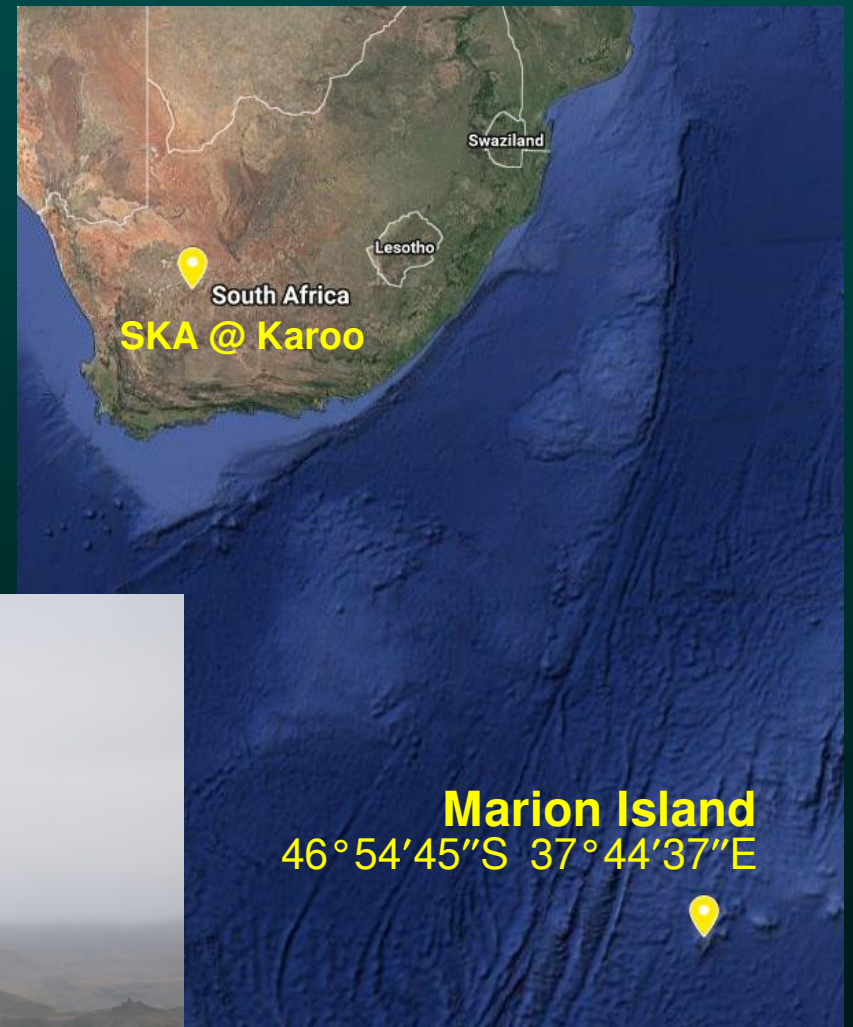 Swaziland
Lesotho
South Africa
SKA @ Karoo
Marion Island
46°54′45″S 37°44′37″E